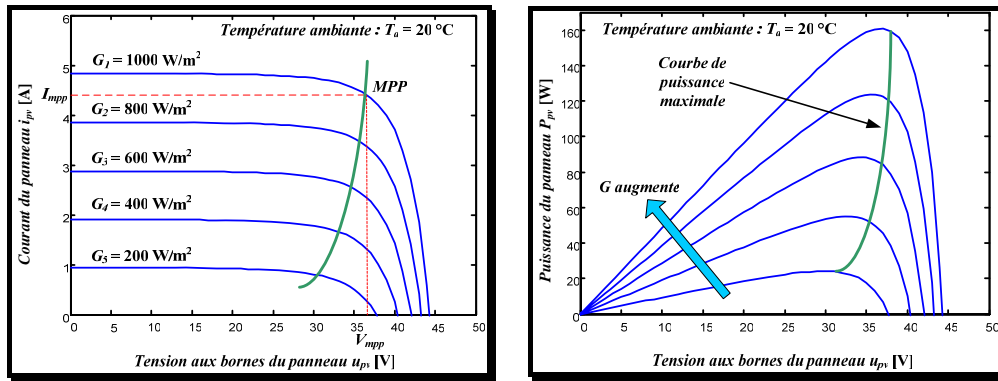 Température ambiante : Ta = 20 °C
G1 = 1000 W/m²
MPP
Impp
G2 = 800 W/m²
G3 = 600 W/m²
G4 = 400 W/m²
G5 = 200 W/m²
Courant du panneau ipv [A]
6
5
4
3
2
1
0
0 5 10 15 20 25 30 35 40 45 50
Vmpp
Tension aux bornes du panneau upv [V]
Température ambiante : Ta = 20 °C
Courbe de
puissance
maximale
G augmente
Puissance du panneau Ppv [W]
160
140
120
100
80
60
40
20
0
0 5 10 15 20 25 30 35 40 45 50
Tension aux bornes du panneau upv [V]